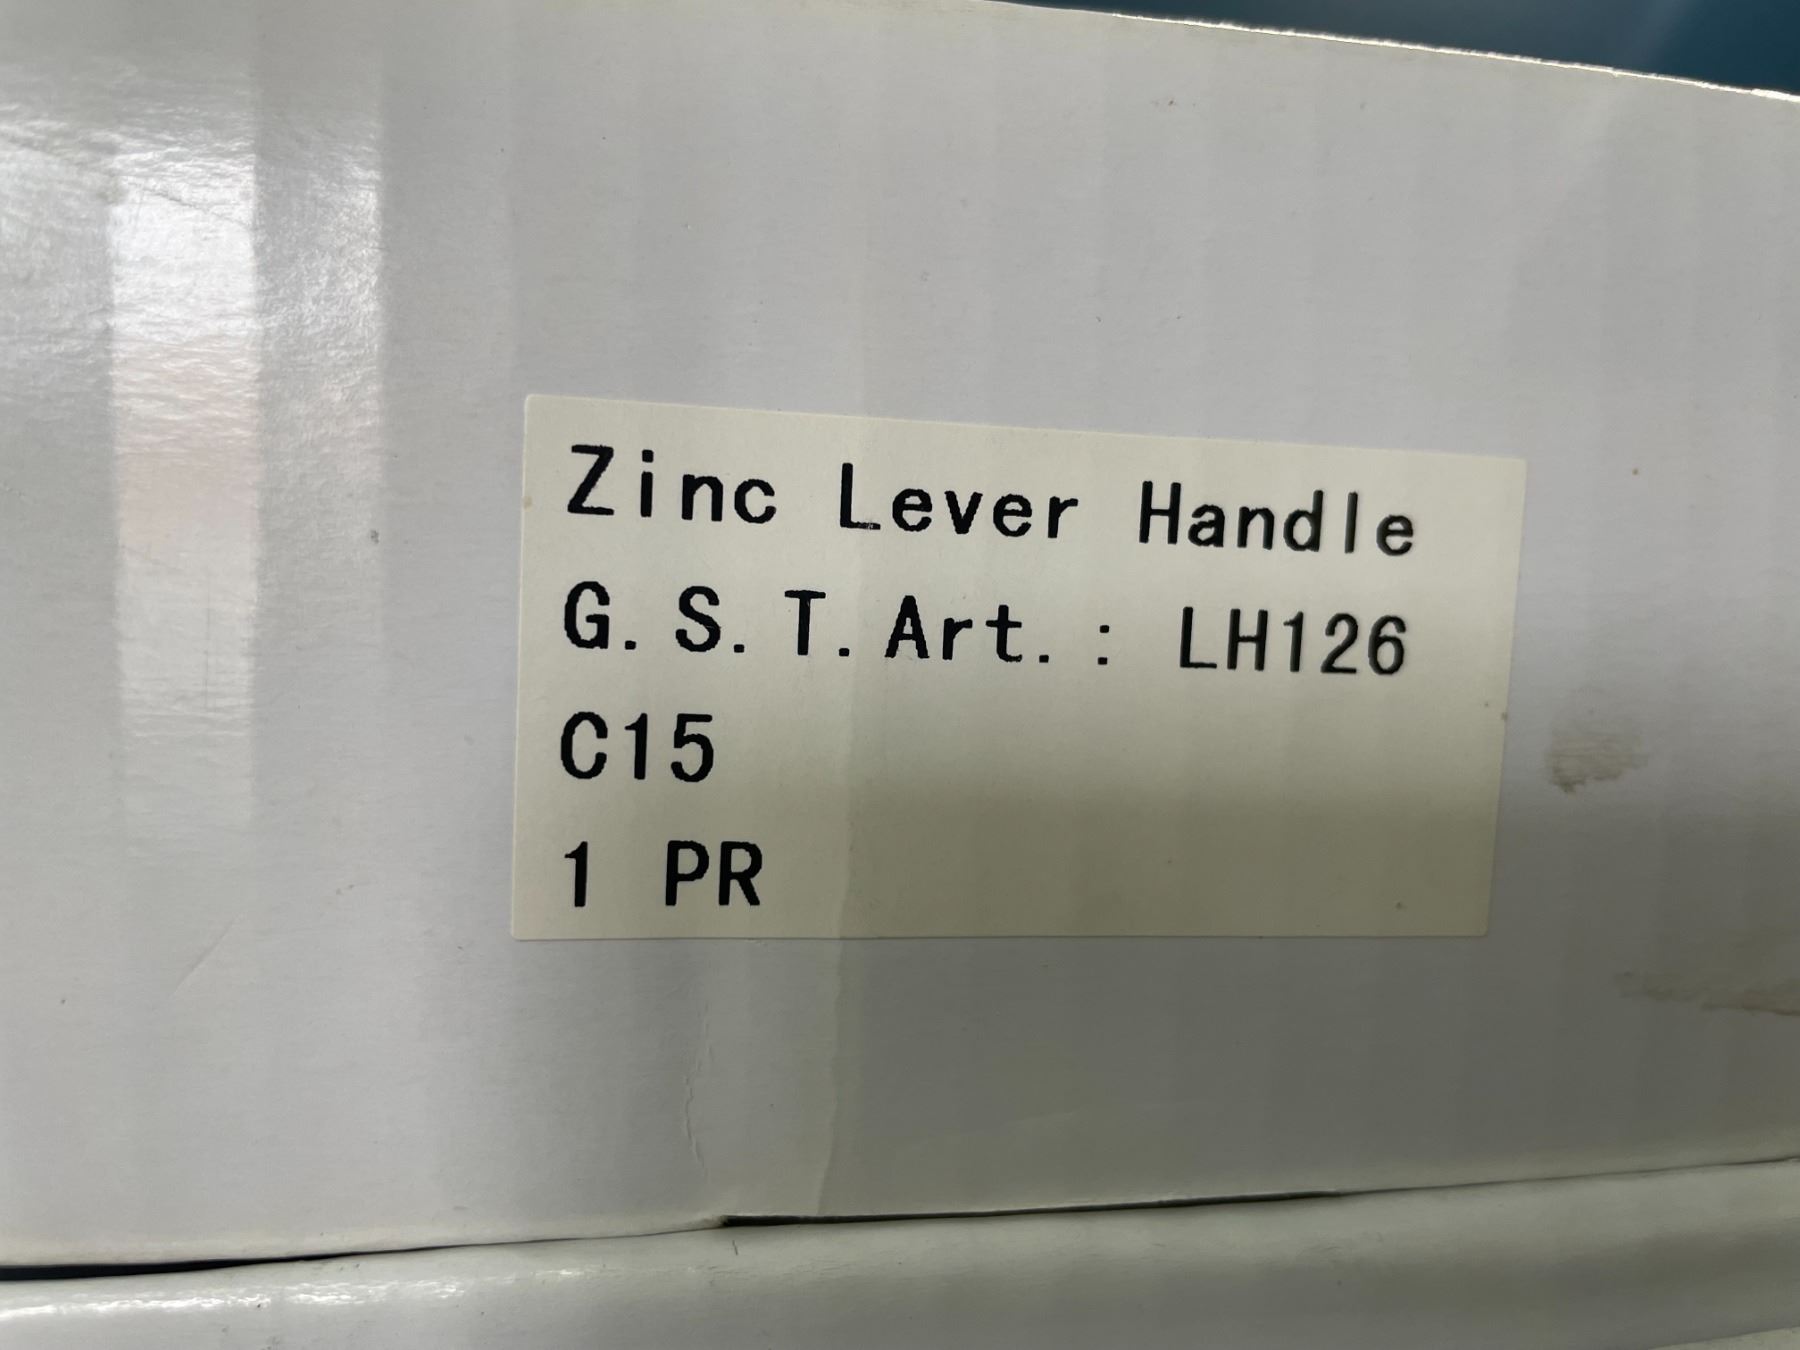 Zinc Lever Handle
G.S.T.Art.: LH126
C15
1 PR